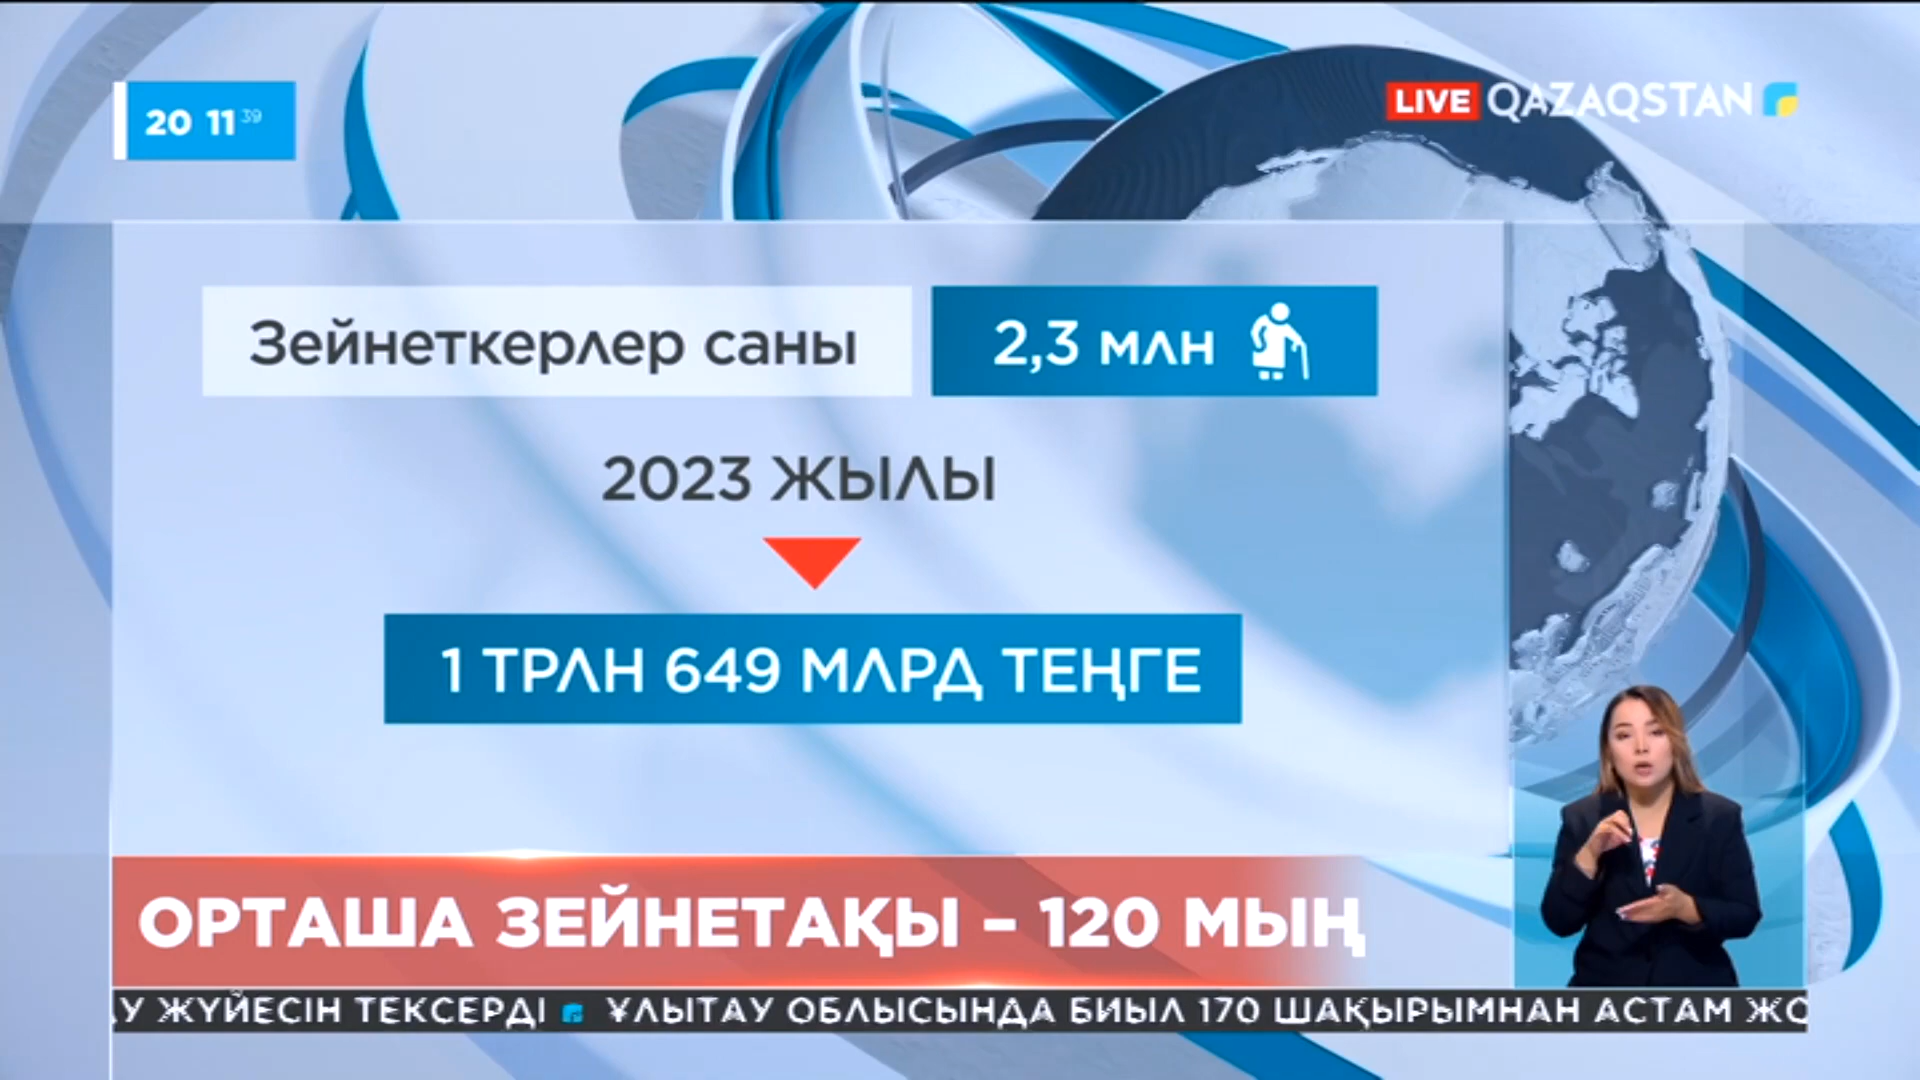 20 11 39
LIVE QAZAQSTAN
Зейнеткерлер саны
2,3 млн
2023 ЖЫЛЫ
1 ТРЛН 649 МЛРД ТЕҢГЕ
ОРТАША ЗЕЙНЕТАҚЫ – 120 МЫҢ
ЖҮЙЕСІН ТЕКСЕРДІ ҰЛЫТАУ ОБЛЫСЫНДА БИЫЛ 170 ШАҚЫРЫМНАН АСТАМ